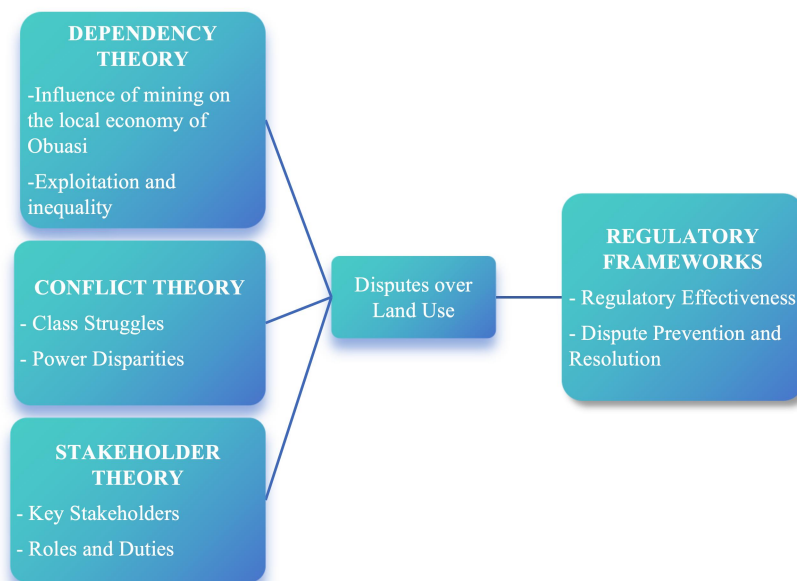 DEPENDENCY
THEORY
-Influence of mining on
the local economy of
Obuasi
-Exploitation and
inequality
CONFLICT THEORY
- Class Struggles
- Power Disparities
STAKEHOLDER
THEORY
- Key Stakeholders
- Roles and Duties
Disputes over
Land Use
REGULATORY
FRAMEWORKS
- Regulatory Effectiveness
- Dispute Prevention and
Resolution